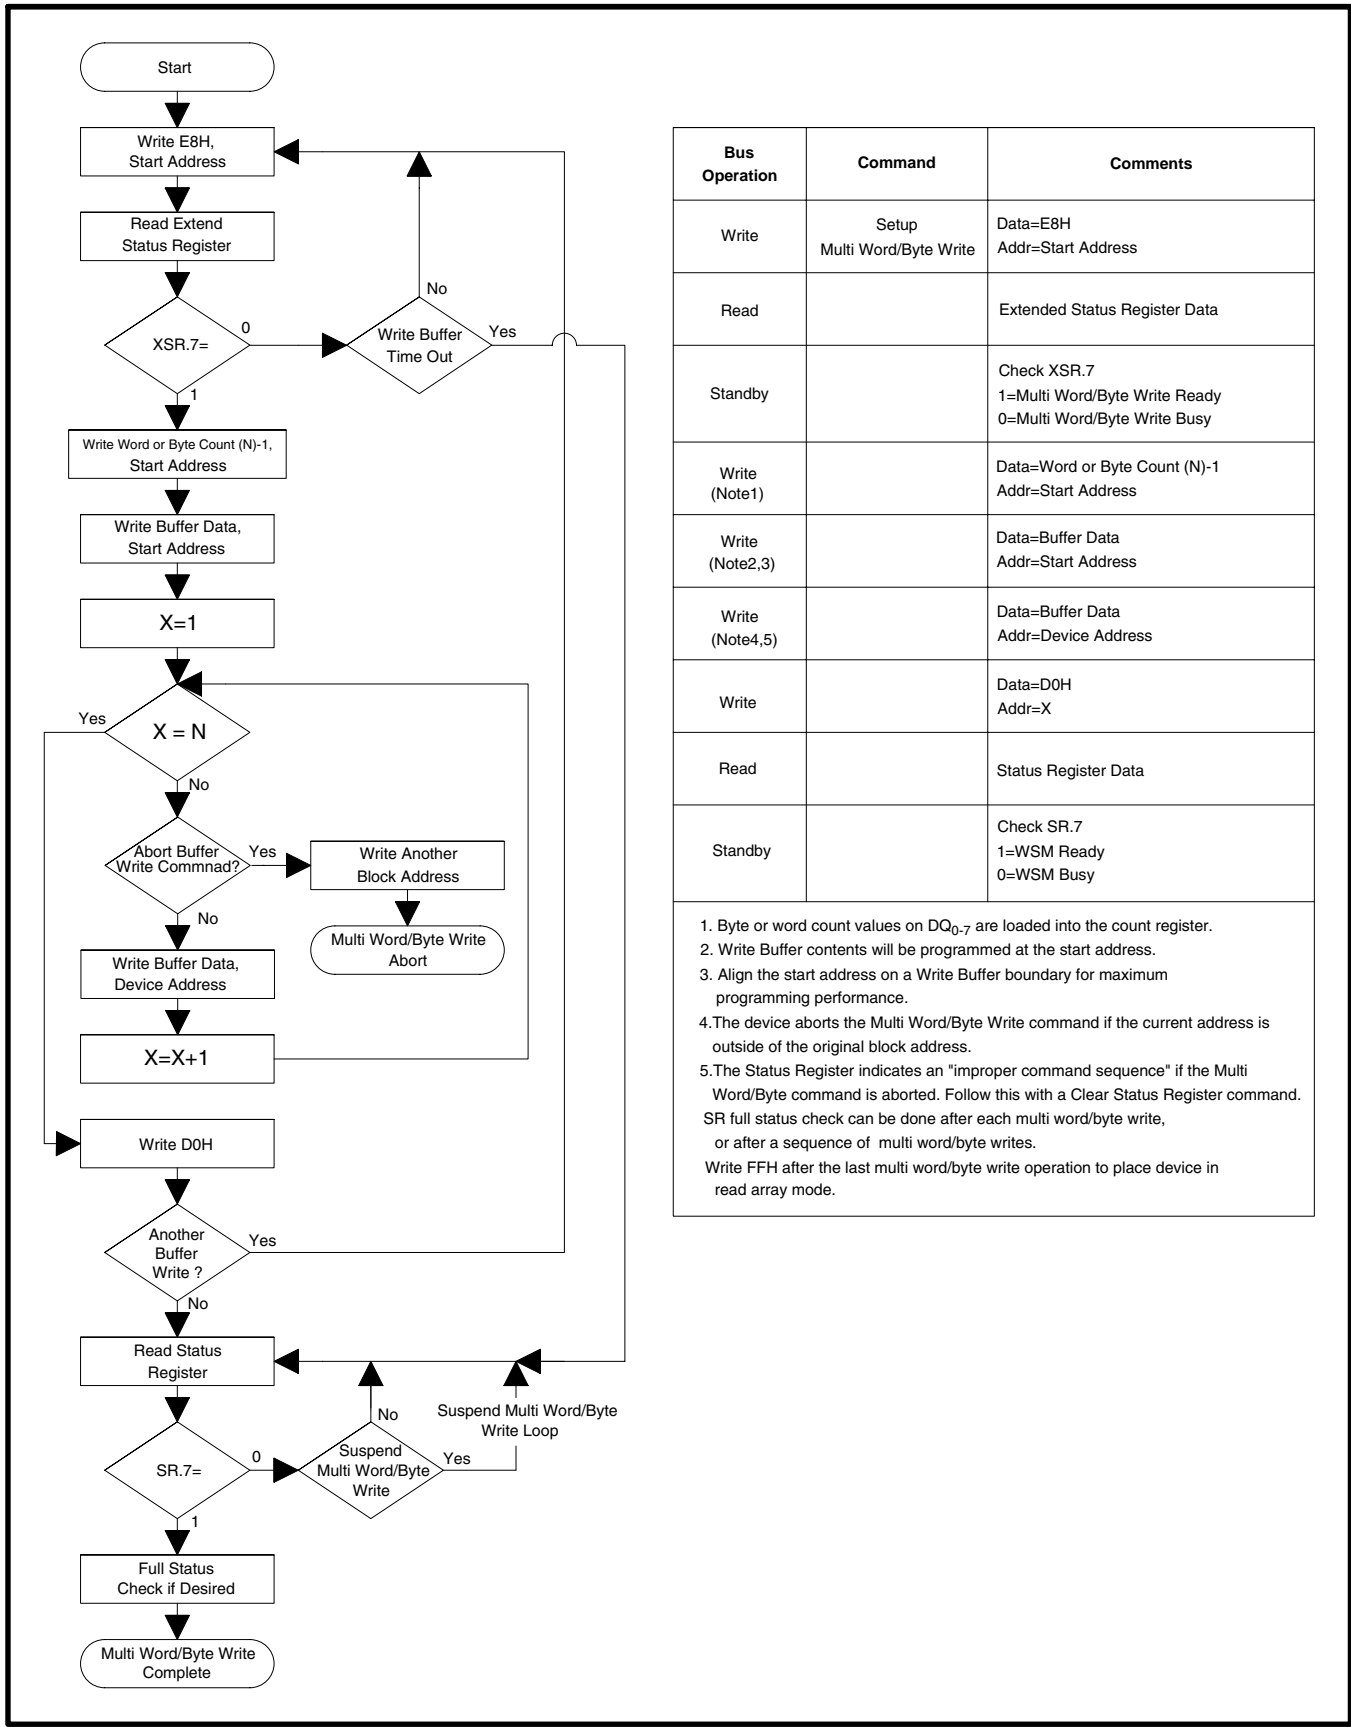 Start
Write E8H,
Start Address
Read Extend
Status Register
No
XSR.7=
0
Write Buffer
Time Out
Yes
1
Write Word or Byte Count (N)-1,
Start Address
Write Buffer Data,
Start Address
X=1
Yes
X = N
No
Abort Buffer
Write Commnad?
Yes
Write Another
Block Address
No
Multi Word/Byte Write
Abort
Write Buffer Data,
Device Address
X=X+1
Write D0H
Another
Buffer
Write ?
Yes
No
Read Status
Register
No
Suspend Multi Word/Byte
Write Loop
SR.7=
0
Suspend
Multi Word/Byte
Write
Yes
1
Full Status
Check if Desired
Multi Word/Byte Write
Complete
Bus
Operation
Command
Comments
Write
Setup
Multi Word/Byte Write
Data=E8H
Addr=Start Address
Read
Extended Status Register Data
Standby
Check XSR.7
1=Multi Word/Byte Write Ready
0=Multi Word/Byte Write Busy
Write
(Note1)
Data=Word or Byte Count (N)-1
Addr=Start Address
Write
(Note2,3)
Data=Buffer Data
Addr=Start Address
Write
(Note4,5)
Data=Buffer Data
Addr=Device Address
Write
Data=D0H
Addr=X
Read
Status Register Data
Standby
Check SR.7
1=WSM Ready
0=WSM Busy
1. Byte or word count values on DQ0-7 are loaded into the count register.
2. Write Buffer contents will be programmed at the start address.
3. Align the start address on a Write Buffer boundary for maximum
programming performance.
4.The device aborts the Multi Word/Byte Write command if the current address is
outside of the original block address.
5.The Status Register indicates an "improper command sequence" if the Multi
Word/Byte command is aborted. Follow this with a Clear Status Register command.
SR full status check can be done after each multi word/byte write,
or after a sequence of multi word/byte writes.
Write FFH after the last multi word/byte write operation to place device in
read array mode.